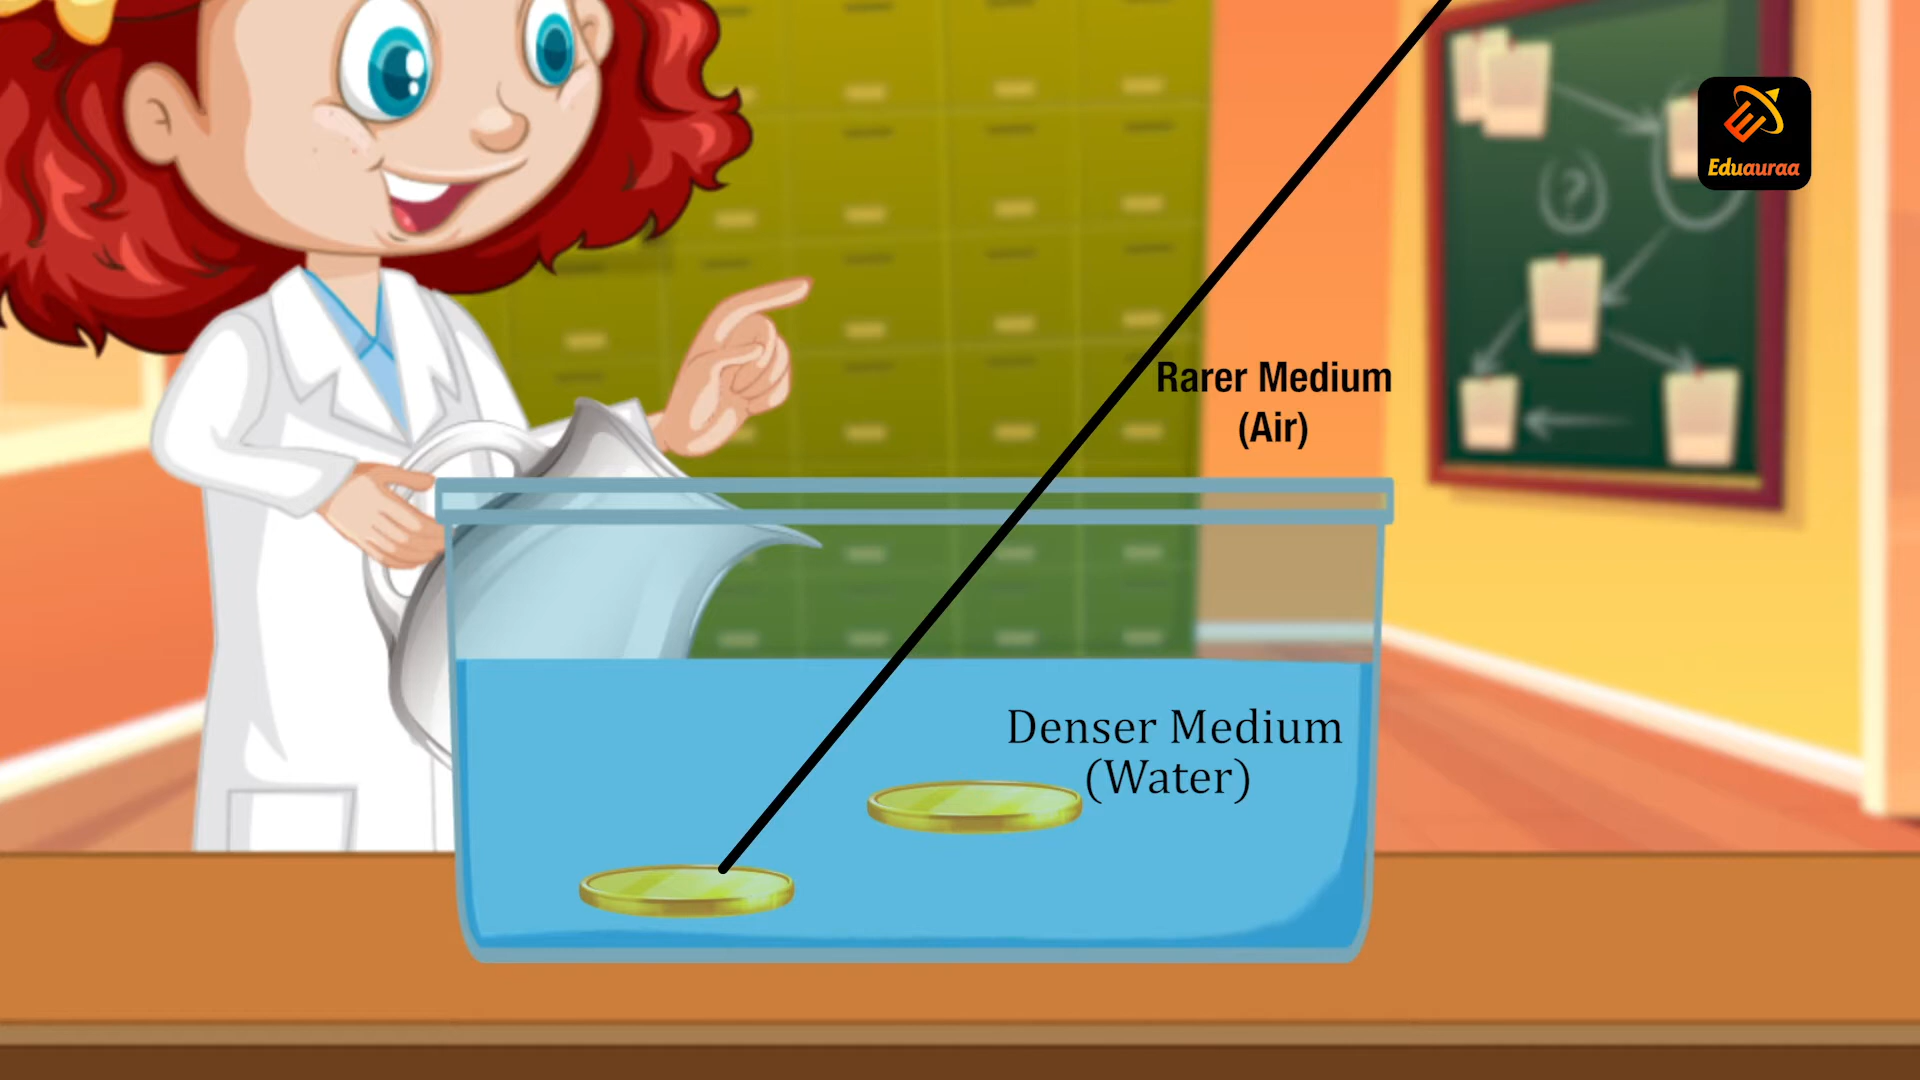 Eduauraa
Rarer Medium
(Air)
Denser Medium
(Water)
?